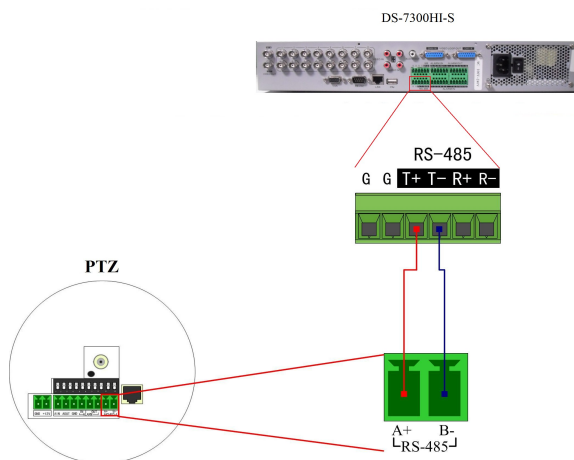 DS-7300HI-S
RS-485
G G T+ T- R+ R-
PTZ
A+ B-
RS-485